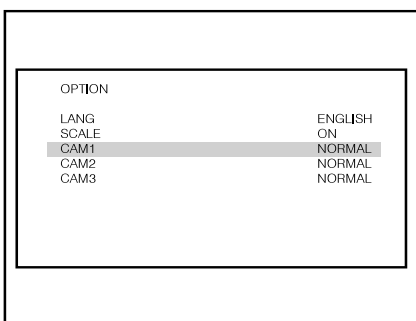 OPTION
LANG ENGLISH
SCALE ON
CAM1 NORMAL
CAM2 NORMAL
CAM3 NORMAL